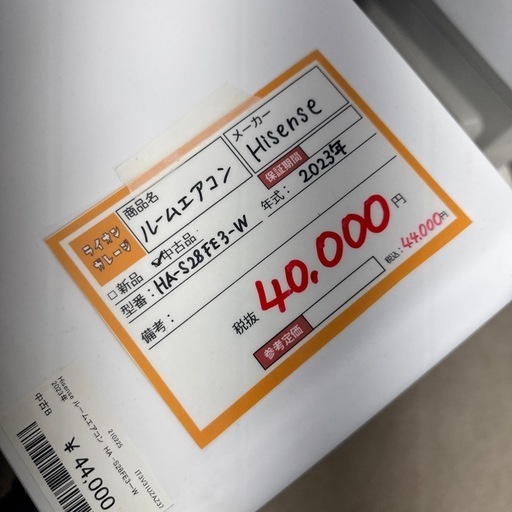 ライオン
ガレージ
商品名
ルームエアコン
メーカー
Hisense
□新品
中古品
保証期間
型番：HA-S28FE3-W
年式：2023年
備考：
税抜
40,000円
税込：44,000円
参考定価
Hisense ルームエアコン HA-S28FE3-W
2023年
210225
中古B
¥44,000